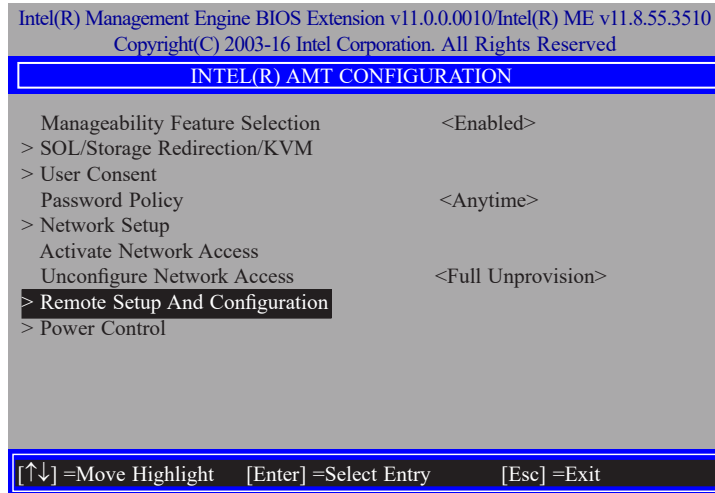 Intel(R) Management Engine BIOS Extension v11.0.0.0010/Intel(R) ME v11.8.55.3510
Copyright(C) 2003-16 Intel Corporation. All Rights Reserved
INTEL(R) AMT CONFIGURATION
Manageability Feature Selection <Enabled>
> SOL/Storage Redirection/KVM
> User Consent
Password Policy <Anytime>
> Network Setup
Activate Network Access
Unconfigure Network Access <Full Unprovision>
> Remote Setup And Configuration
> Power Control
[↑↓] =Move Highlight [Enter] =Select Entry [Esc] =Exit